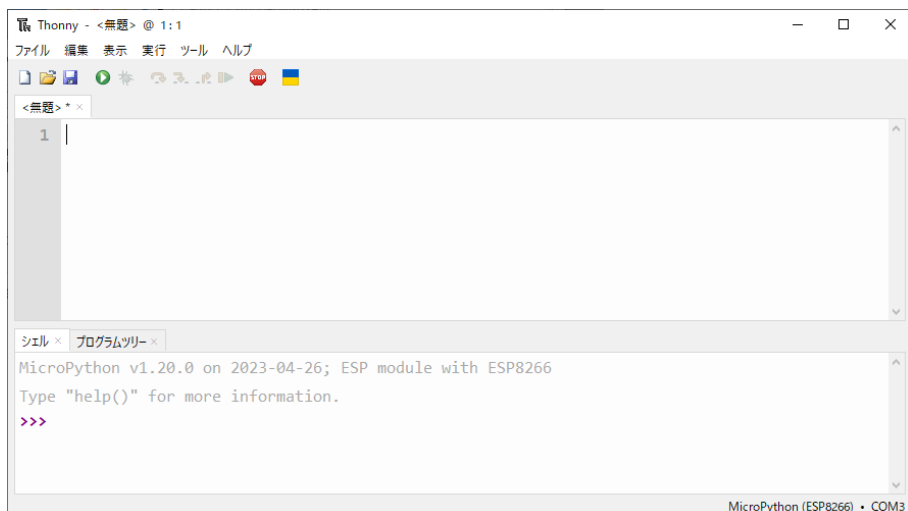 Thonny - <無題> @ 1:1
ファイル 編集 表示 実行 ツール ヘルプ
STOP
<無題> * ×
1
シェル × プログラムツリー ×
MicroPython v1.20.0 on 2023-04-26; ESP module with ESP8266
Type "help()" for more information.
>>>
MicroPython (ESP8266) • COM3